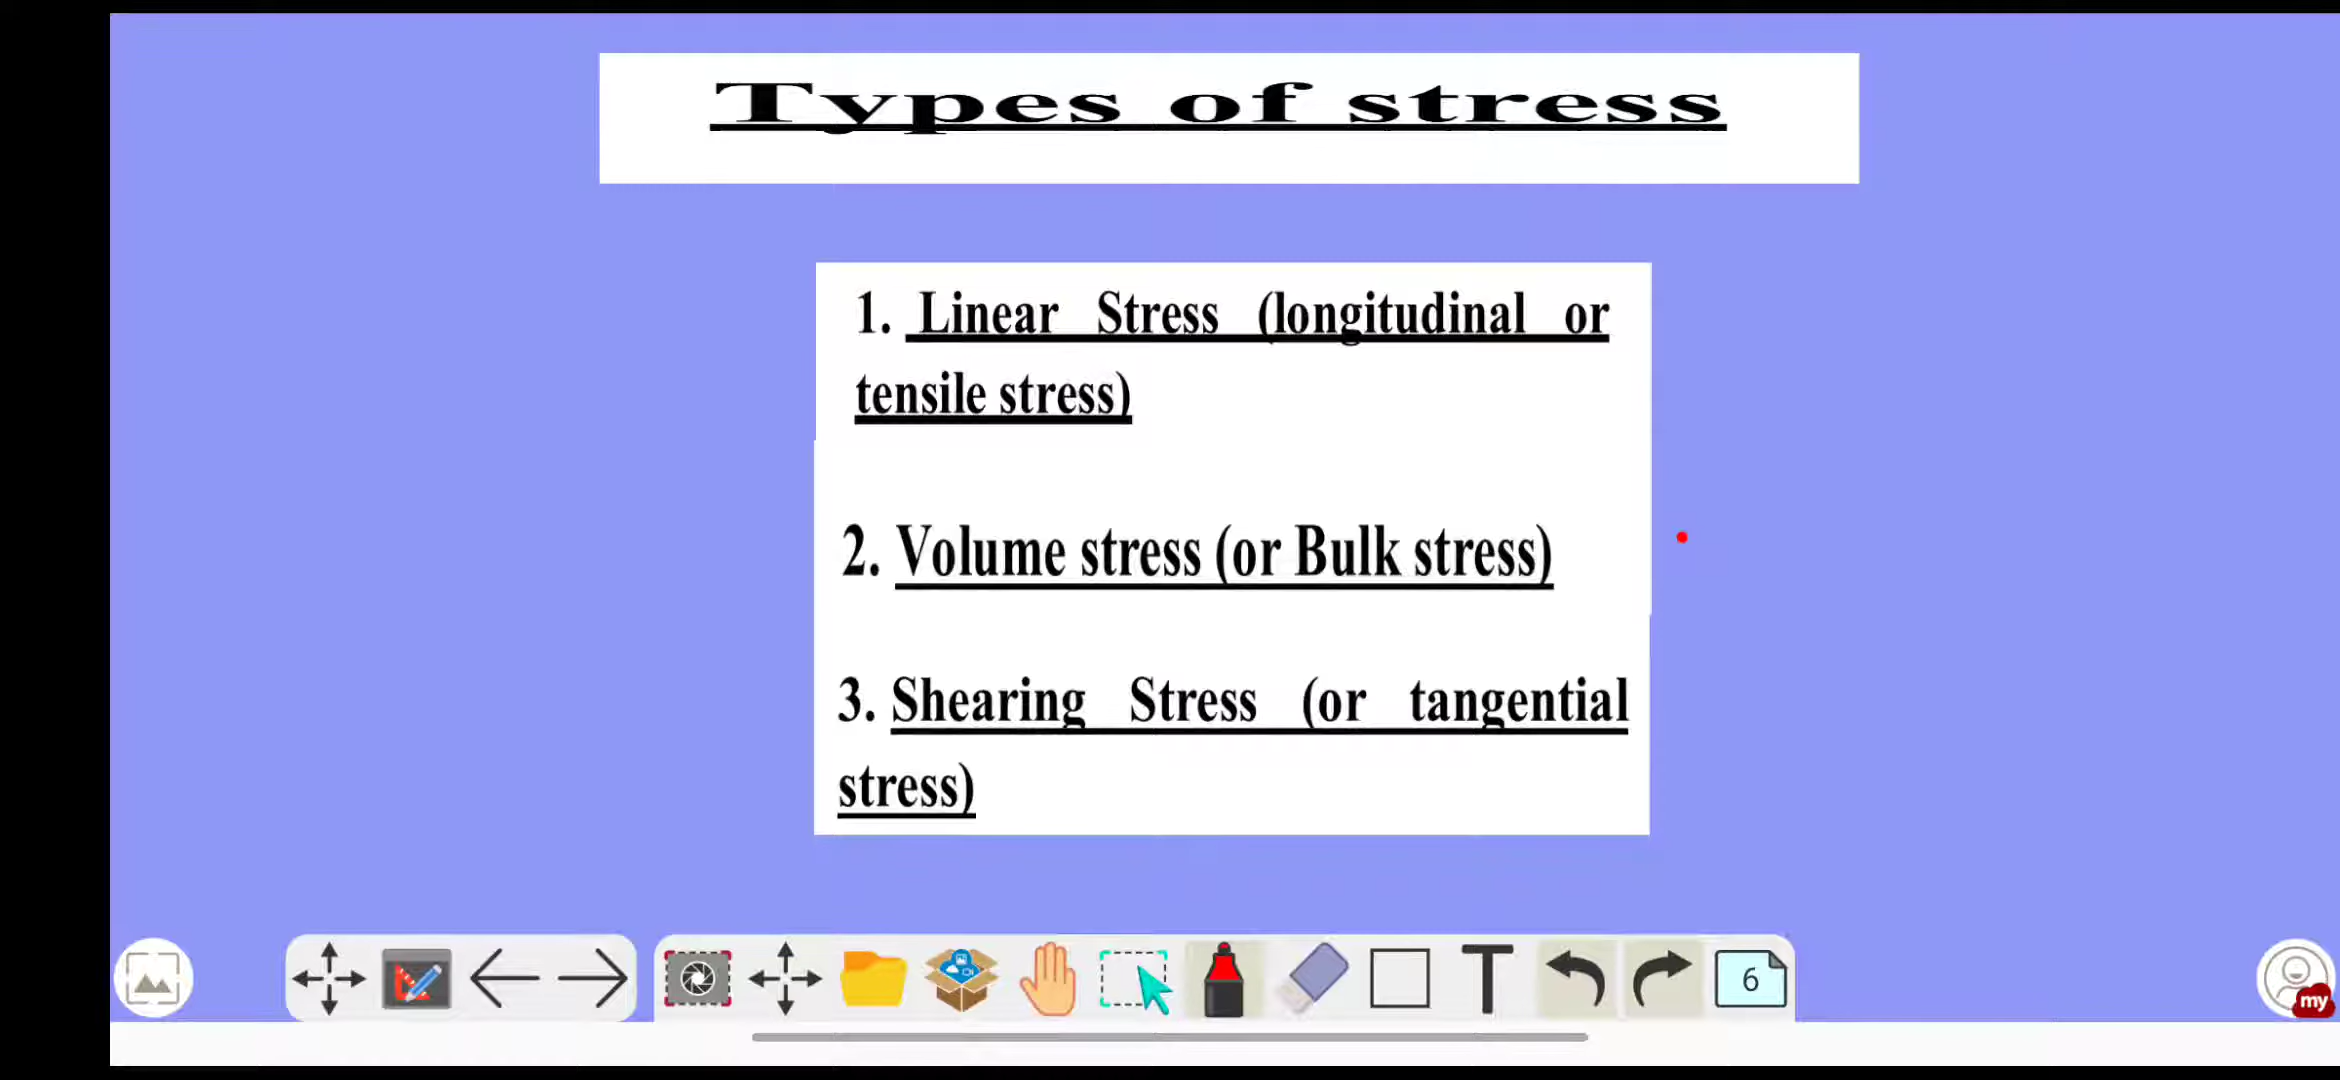 Types of stress
1. Linear Stress (longitudinal or
tensile stress)
2. Volume stress (or Bulk stress)
3. Shearing Stress (or tangential
stress)
T
6
my